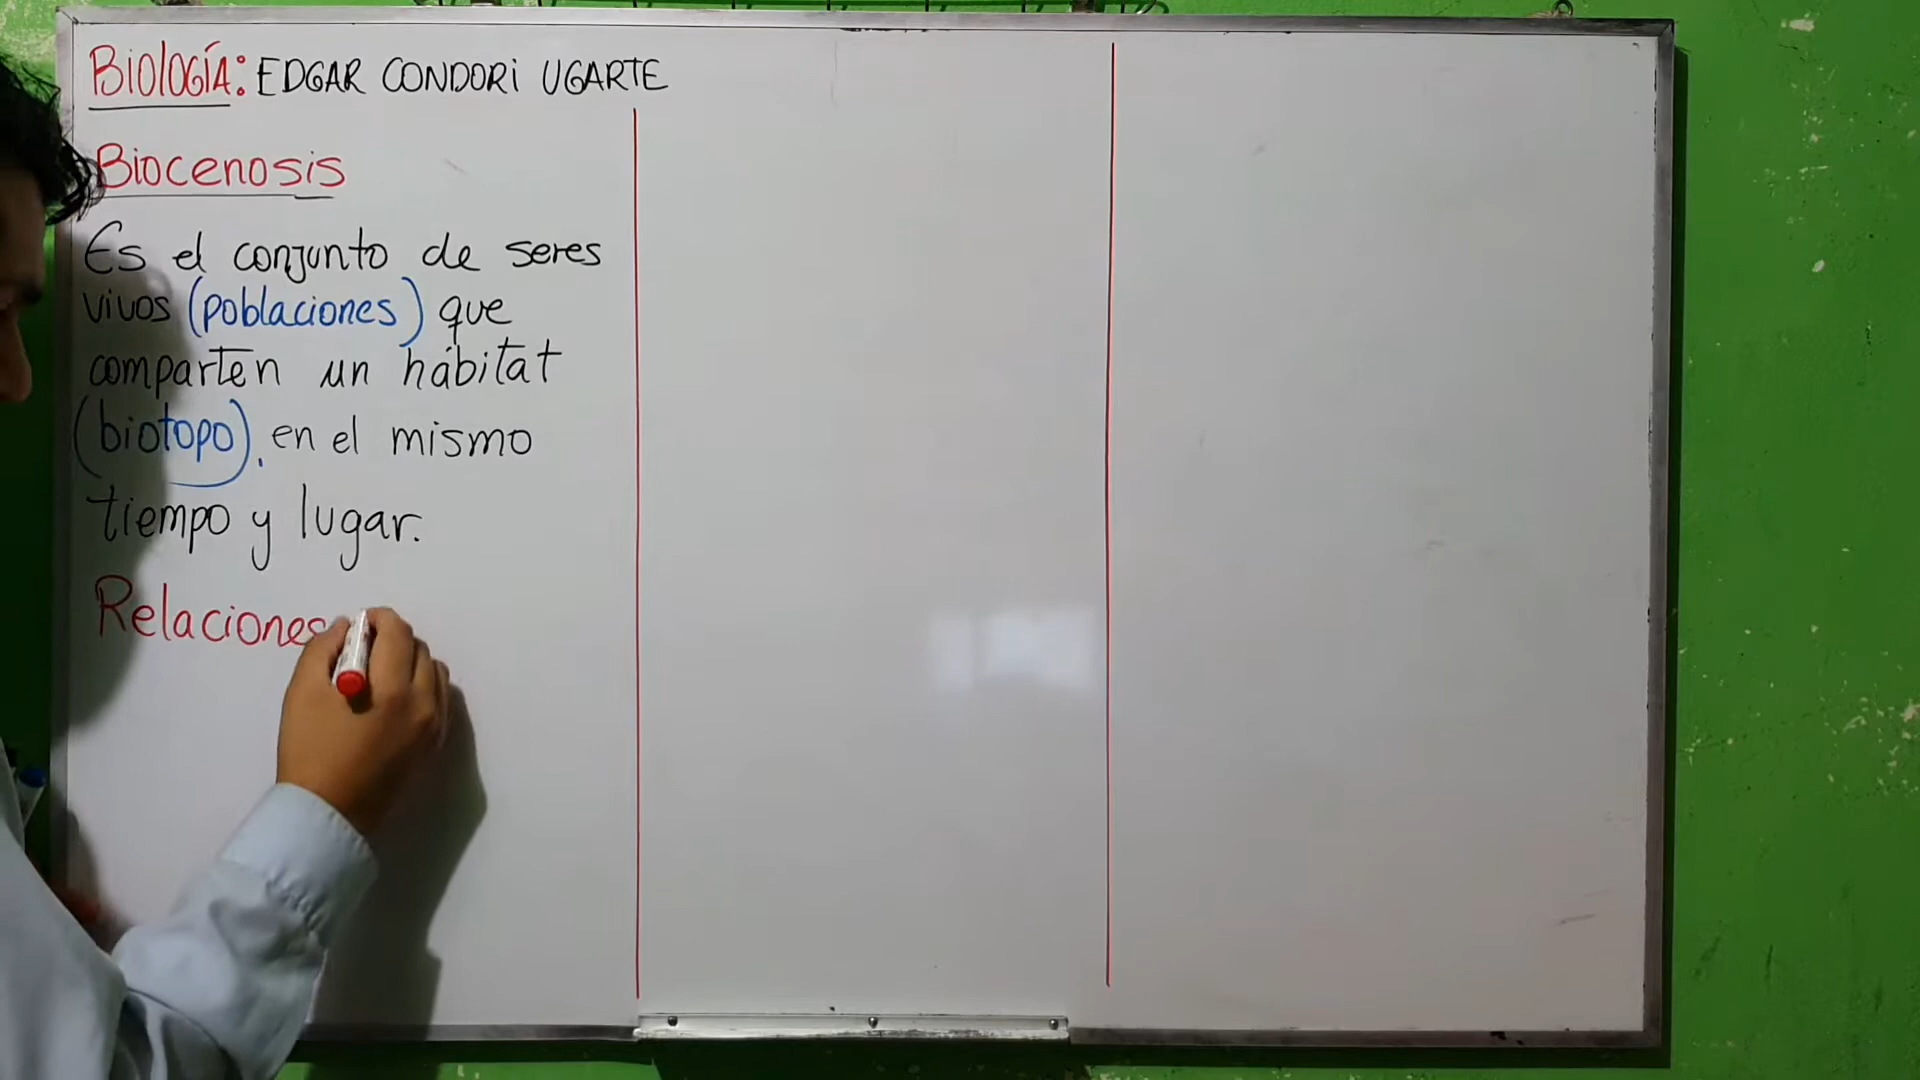 BIOLOGÍA: EDGAR CONDORI UGARTE
Biocenosis
Es el conjunto de seres
vivos (poblaciones) que
comparten un hábitat
(biotopo), en el mismo
tiempo y lugar.
Relaciones